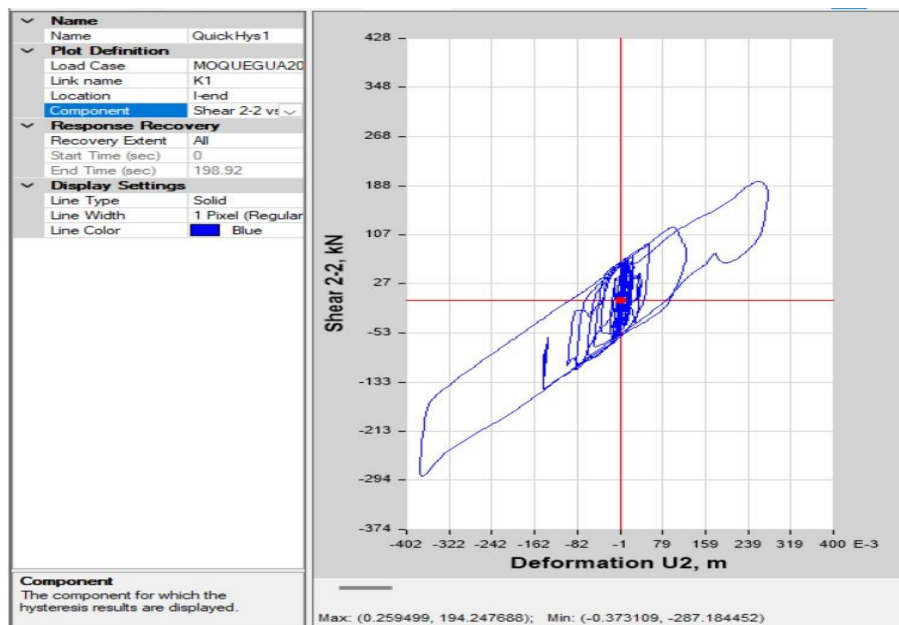 Name
Name QuickHys1
Plot Definition
Load Case MOQUEGUA20
Link name K1
Location I-end
Component Shear 2-2 vs
Response Recovery
Recovery Extent All
Start Time (sec) 0
End Time (sec) 198.92
Display Settings
Line Type Solid
Line Width 1 Pixel (Regular
Line Color Blue
Component
The component for which the
hysteresis results are displayed.
428
348
268
188
107
27
-53
-133
-213
-294
-374
Shear 2-2, kN
-402 -322 -242 -162 -82 -1 79 159 239 319 400 E-3
Deformation U2, m
Max: (0.259499, 194.247688); Min: (-0.373109, -287.184452)